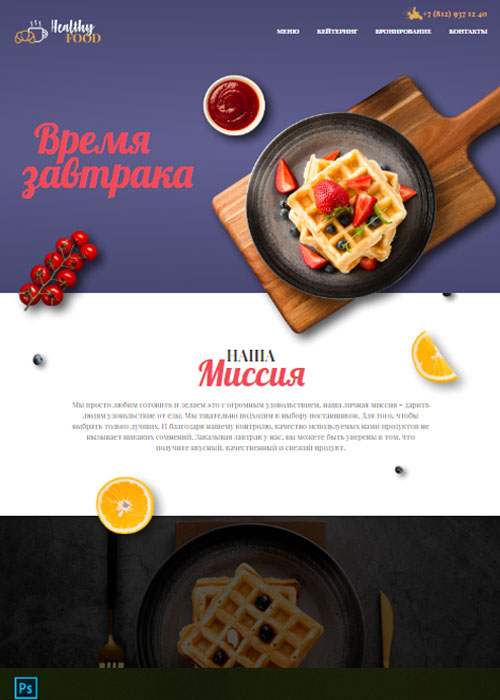 +7 (812) 937 12 40
Healthy
FOOD
МЕНЮ КЕЙТЕРИНГ БРОНИРОВАНИЕ КОНТАКТЫ
Время
завтрака
НАША
Миссия
Мы просто любим готовить и делаем это с огромным удовольствием, наша личная миссия - дарить
людям удовольствие от еды. Мы тщательно подходим к выбору поставщиков. Для того, чтобы
выбрать только лучших. И благодаря нашему контролю, качество используемых нами продуктов не
вызывает никаких сомнений. Заказывая завтрак у нас, вы можете быть уверены в том, что
получите вкусный, качественный и свежий продукт.
Ps